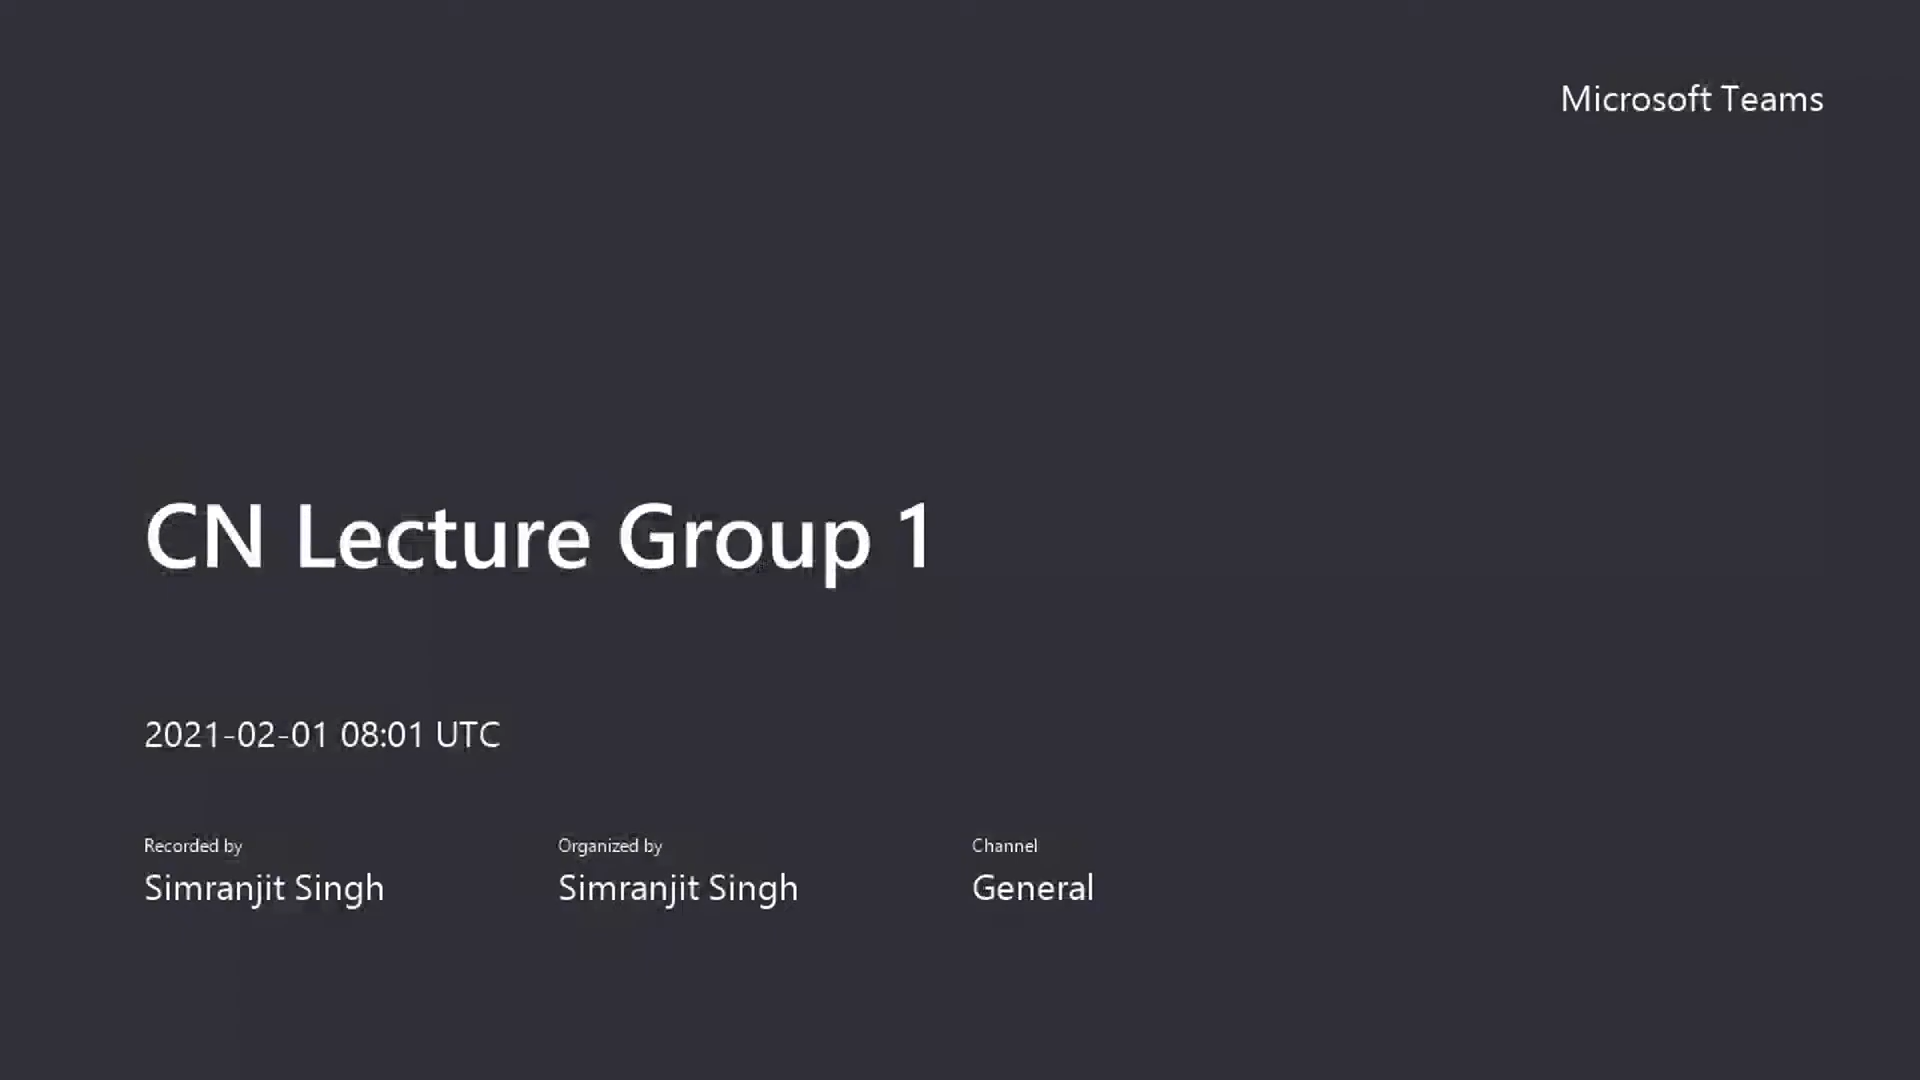 Microsoft Teams
CN Lecture Group 1
2021-02-01 08:01 UTC
Recorded by
Simranjit Singh
Organized by
Simranjit Singh
Channel
General